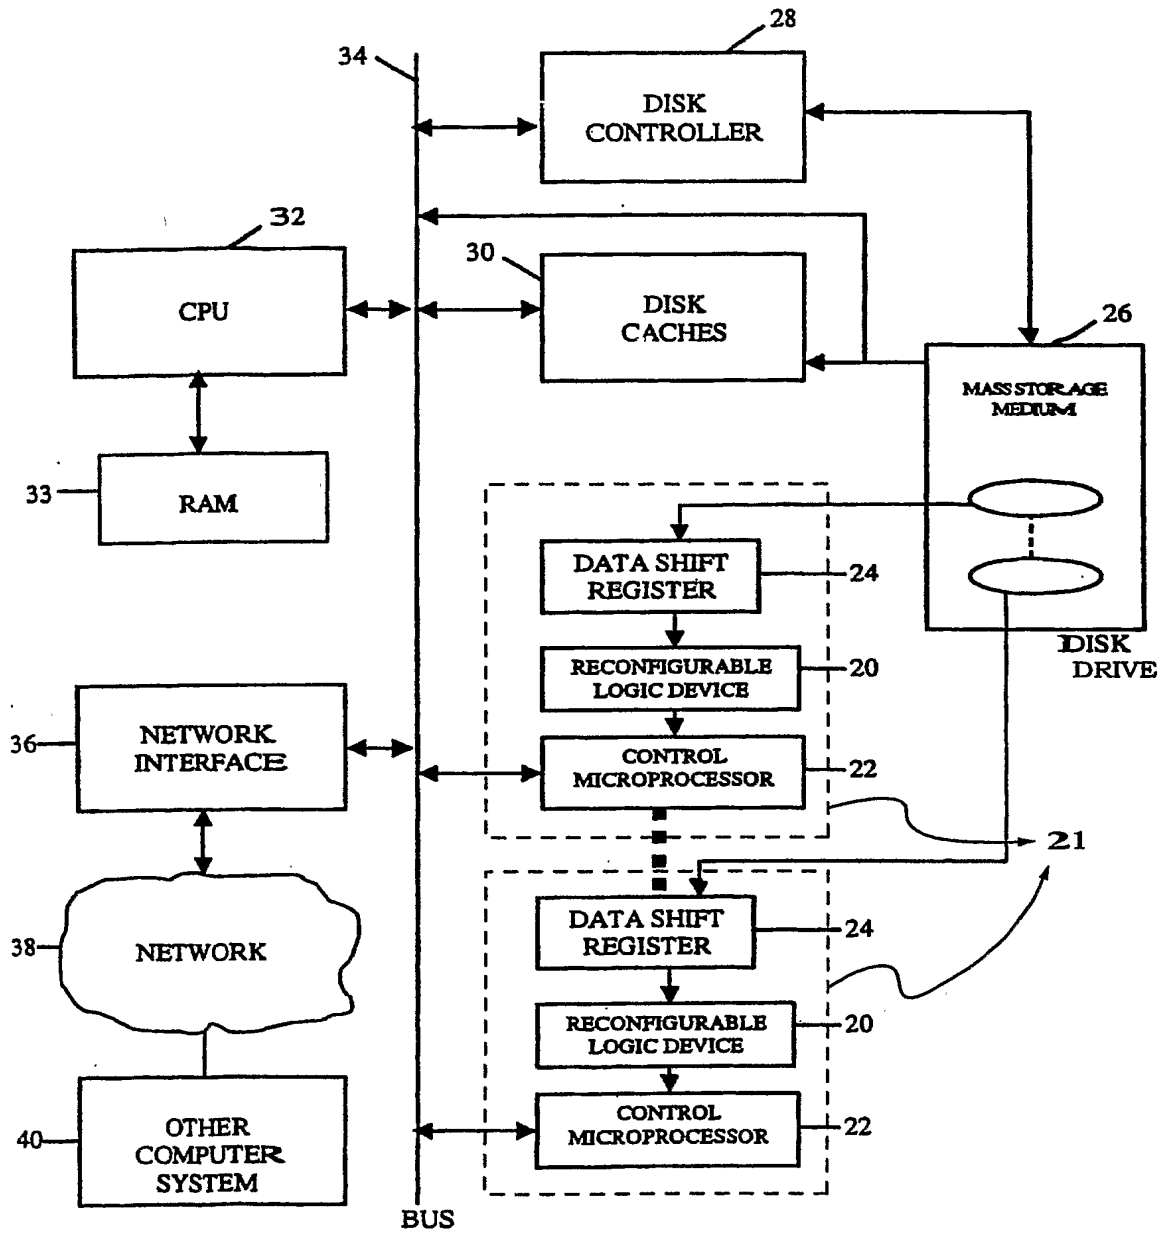 28
34
DISK
CONTROLLER
32
30
CPU
DISK
CACHES
26
MASS STORAGE
MEDIUM
33
RAM
DATA SHIFT
REGISTER
24
DISK
DRIVE
RECONFIGURABLE
LOGIC DEVICE
20
36
NETWORK
INTERFACE
CONTROL
MICROPROCESSOR
22
21
38
NETWORK
DATA SHIFT
REGISTER
24
RECONFIGURABLE
LOGIC DEVICE
20
40
OTHER
COMPUTER
SYSTEM
CONTROL
MICROPROCESSOR
22
BUS